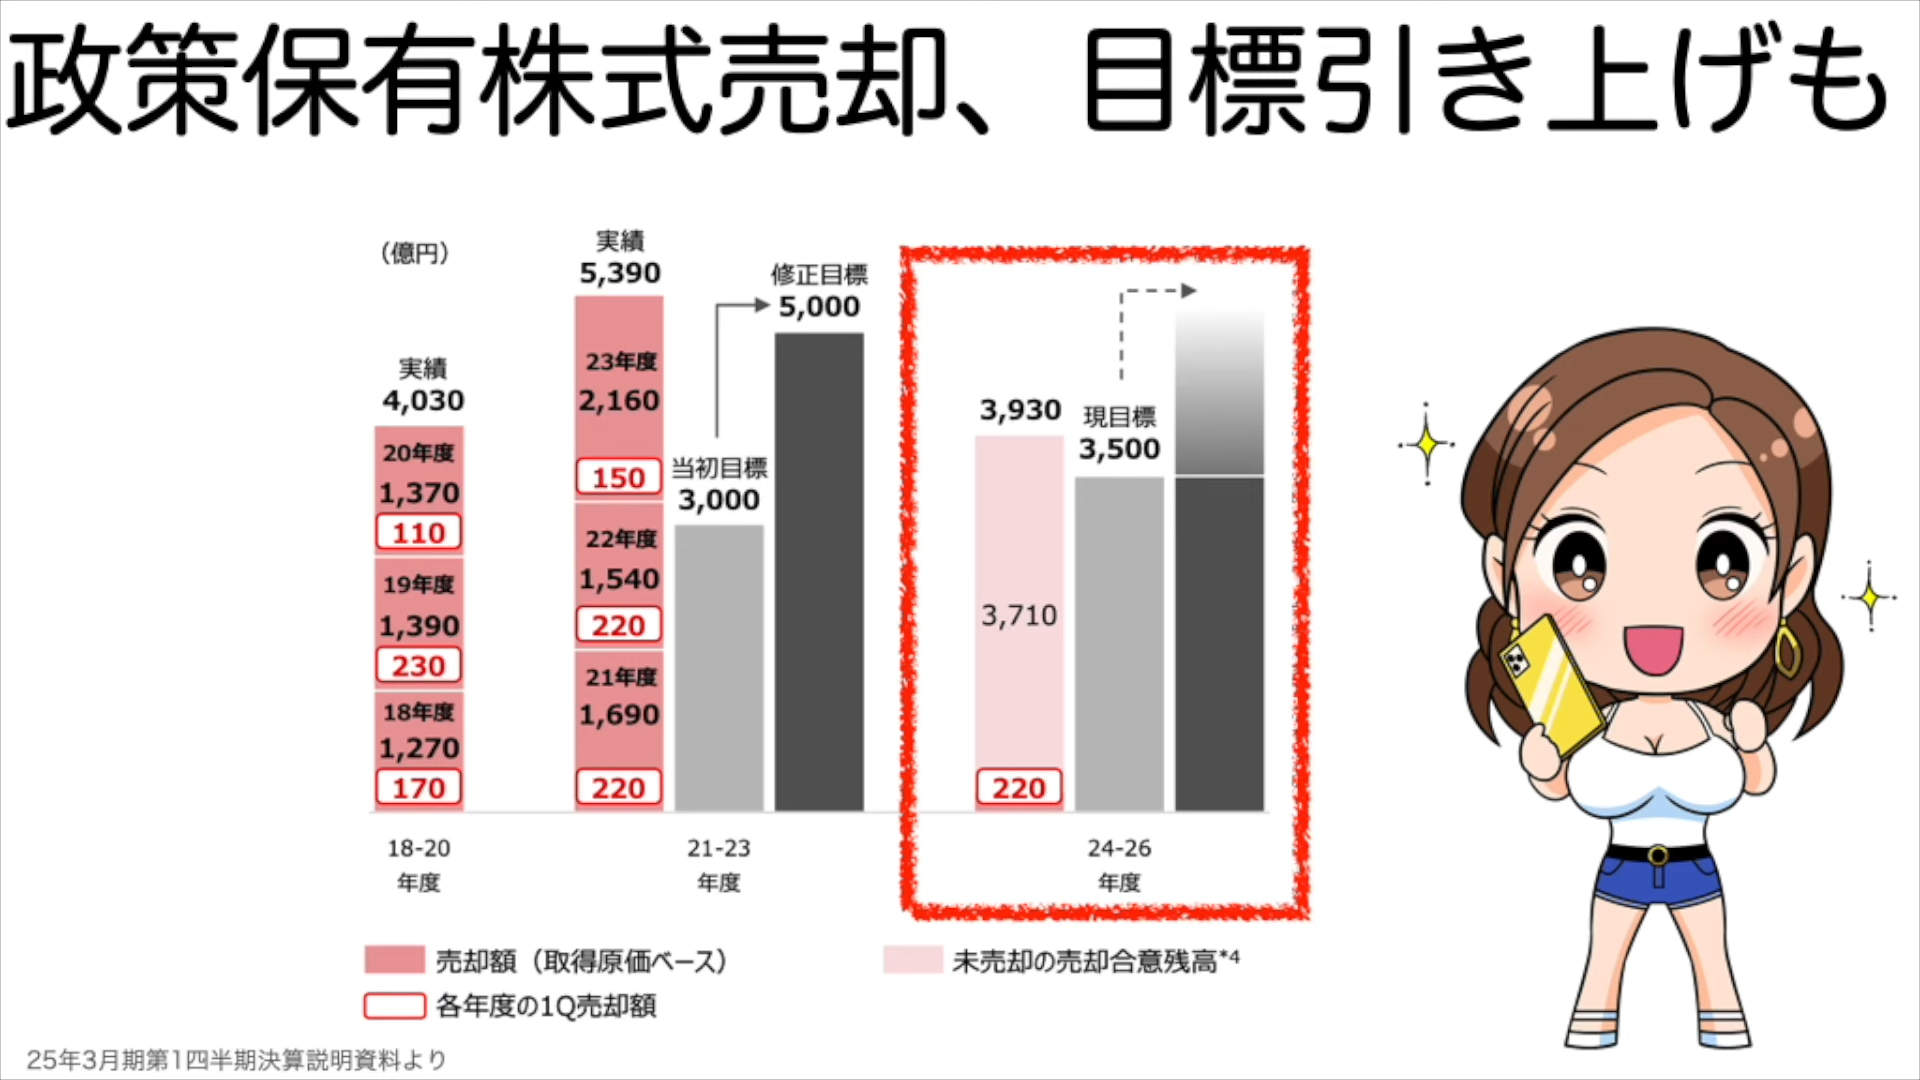 政策保有株式売却、目標引き上げも
（億円）
実績
4,030
20年度
1,370
110
19年度
1,390
230
18年度
1,270
170
18-20
年度
実績
5,390
23年度
2,160
150
22年度
1,540
220
21年度
1,690
220
当初目標
3,000
修正目標
5,000
21-23
年度
3,930
3,710
220
現目標
3,500
24-26
年度
売却額（取得原価ベース）
未売却の売却合意残高*4
各年度の1Q売却額
25年3月期第1四半期決算説明資料より